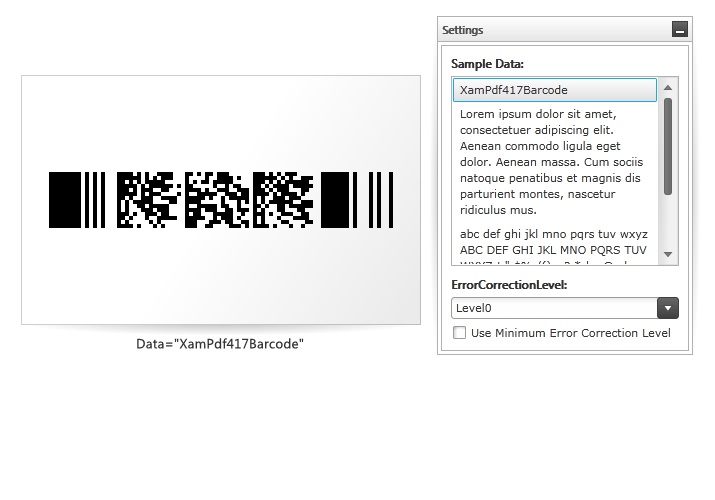 Settings
Sample Data:
XamPdf417Barcode
Lorem ipsum dolor sit amet,
consectetuer adipiscing elit.
Aenean commodo ligula eget
dolor. Aenean massa. Cum sociis
natoque penatibus et magnis dis
parturient montes, nascetur
ridiculus mus.
abc def ghi jkl mno pqrs tuv wxyz
ABC DEF GHI JKL MNO PQRS TUV
ErrorCorrectionLevel:
Level0
Use Minimum Error Correction Level
Data="XamPdf417Barcode"